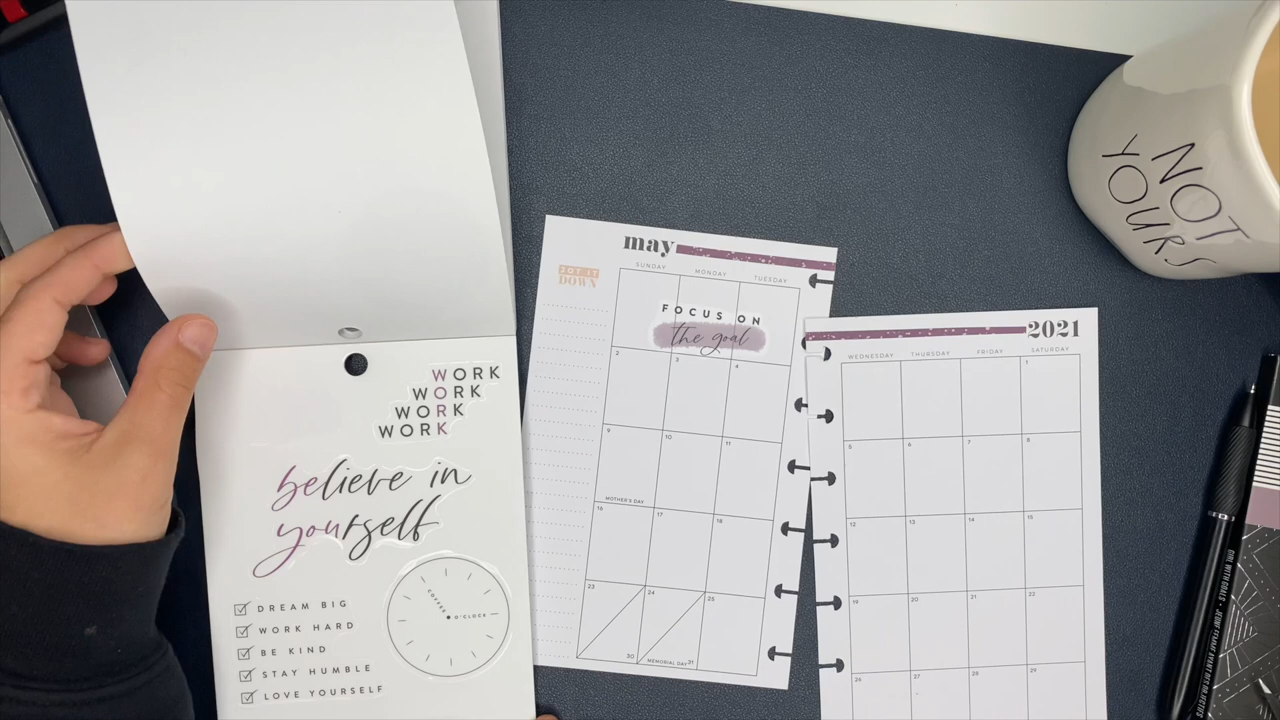 WORK
WORK
WORK
WORK
believe in
yourself
COFFEE O'CLOCK
DREAM BIG
WORK HARD
BE KIND
STAY HUMBLE
LOVE YOURSELF
may
JOT IT
DOWN
SUNDAY MONDAY TUESDAY
FOCUS ON
the goal
2 3 4
9 10 11
MOTHER'S DAY
16 17 18
23 24 25
30 MEMORIAL DAY 31
2021
WEDNESDAY THURSDAY FRIDAY SATURDAY
1
5 6 7 8
12 13 14 15
19 20 21 22
26 27 28 29
NOT
YOURS
GIRL WITH GOALS •